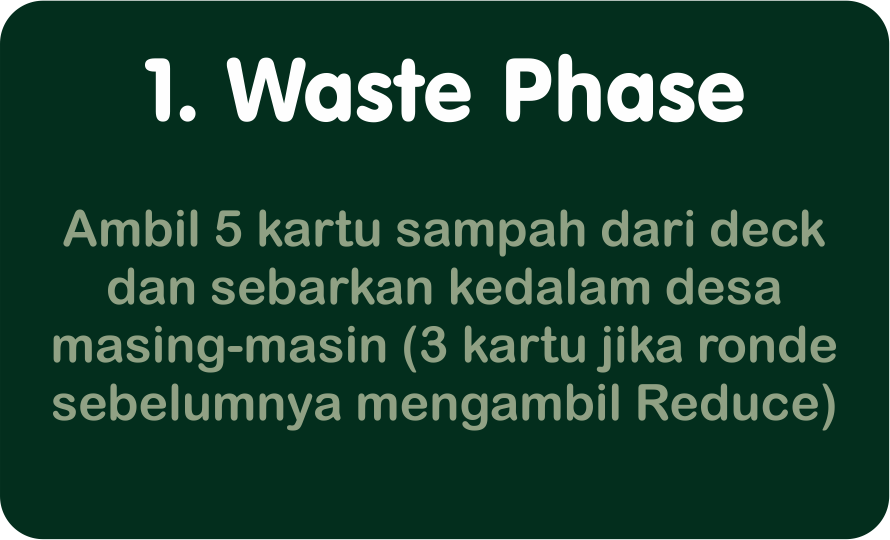 1. Waste Phase
Ambil 5 kartu sampah dari deck
dan sebarkan kedalam desa
masing-masin (3 kartu jika ronde
sebelumnya mengambil Reduce)